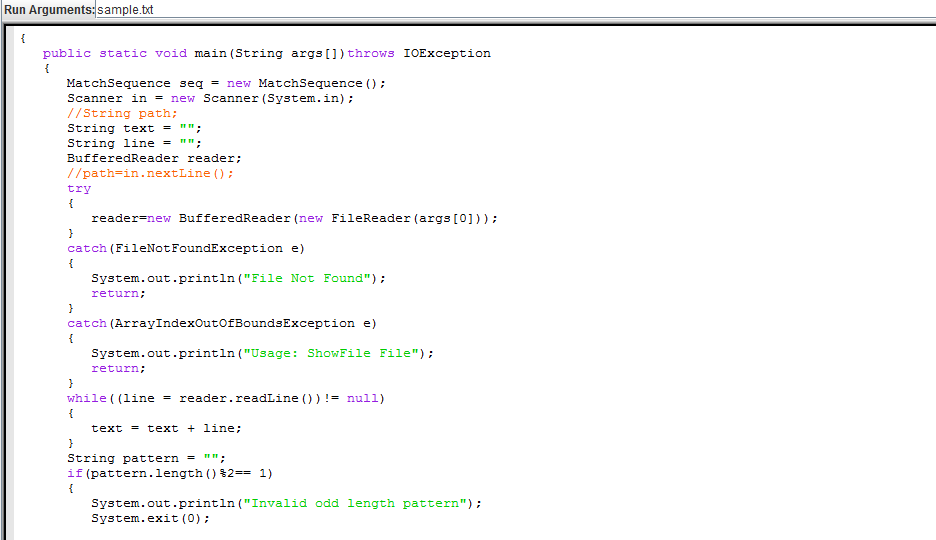 Run Arguments: sample.txt
{
public static void main(String args[])throws IOException
{
MatchSequence seq = new MatchSequence();
Scanner in = new Scanner(System.in);
//String path;
String text = "";
String line = "";
BufferedReader reader;
//path=in.nextLine();
try
{
reader=new BufferedReader(new FileReader(args[0]));
}
catch(FileNotFoundException e)
{
System.out.println("File Not Found");
return;
}
catch(ArrayIndexOutOfBoundsException e)
{
System.out.println("Usage: ShowFile File");
return;
}
while((line = reader.readLine())!= null)
{
text = text + line;
}
String pattern = "";
if(pattern.length()%2== 1)
{
System.out.println("Invalid odd length pattern");
System.exit(0);